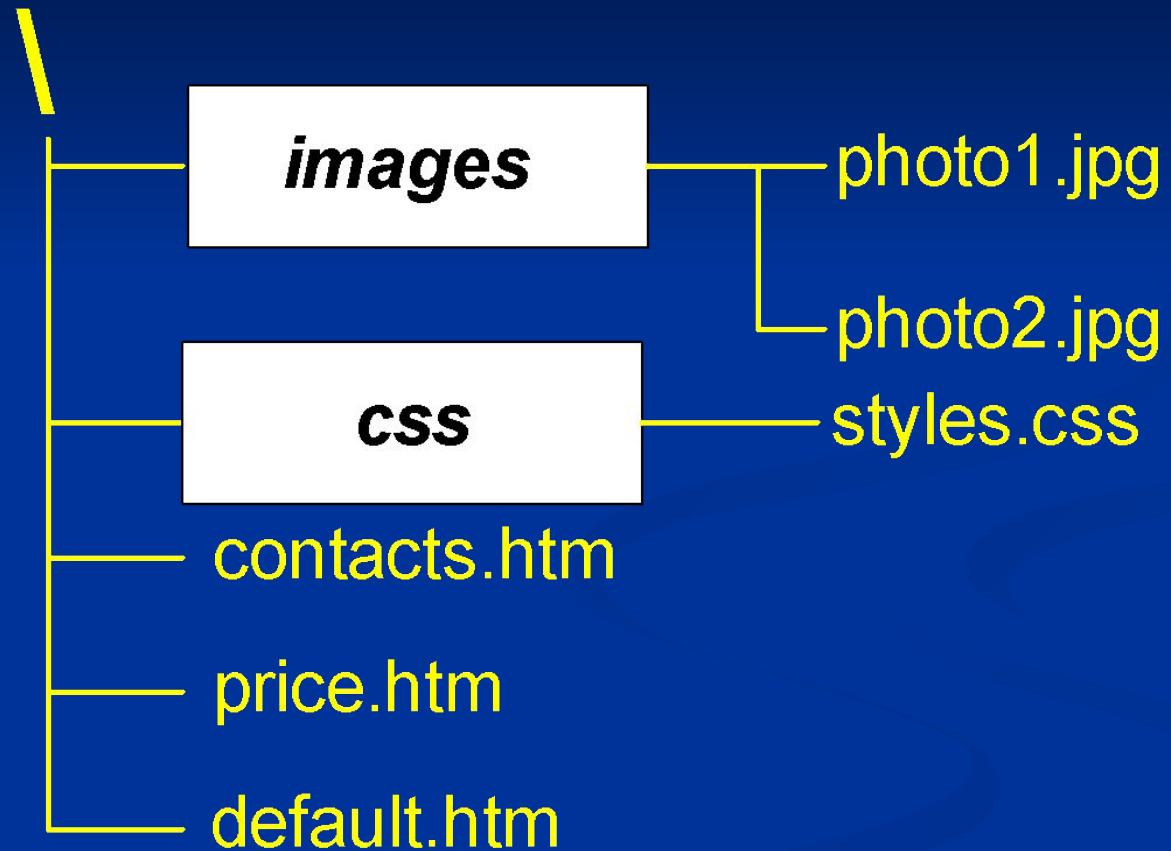 \
images
photo1.jpg
photo2.jpg
css
styles.css
contacts.htm
price.htm
default.htm